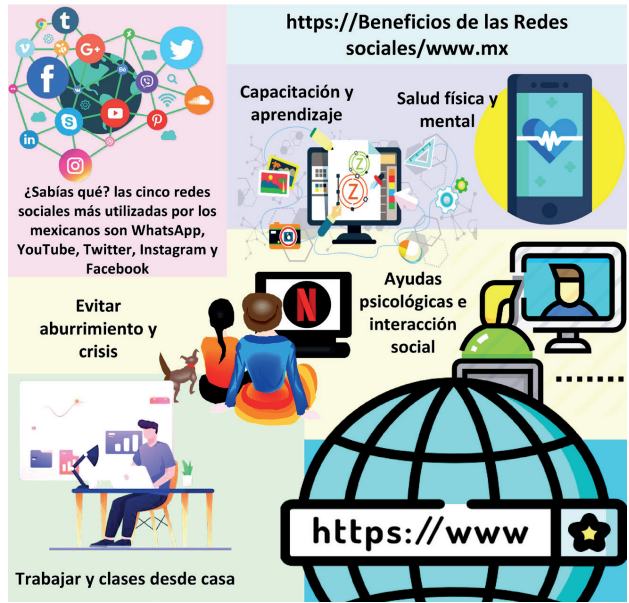 https://Beneficios de las Redes
sociales/www.mx
¿Sabías qué? las cinco redes
sociales más utilizadas por los
mexicanos son WhatsApp,
YouTube, Twitter, Instagram y
Facebook
Capacitación y
aprendizaje
Salud física y
mental
Evitar
aburrimiento y
crisis
Ayudas
psicológicas e
interacción
social
Trabajar y clases desde casa
https://www